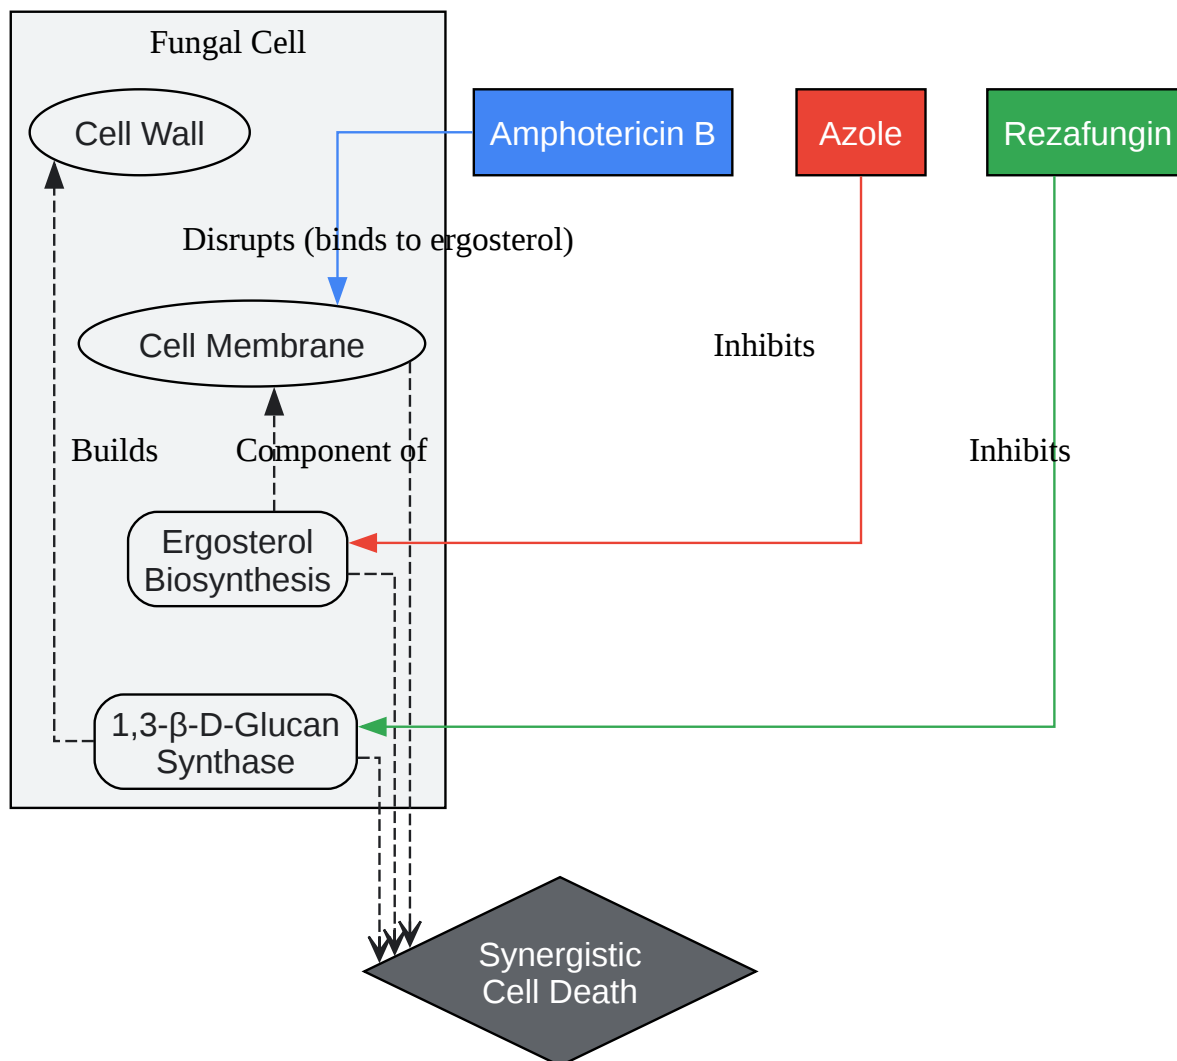 Fungal Cell
Cell Wall
Amphotericin B
Azole
Rezafungin
Disrupts (binds to ergosterol)
Cell Membrane
Inhibits
Builds
Component of
Inhibits
Ergosterol
Biosynthesis
1,3-β-D-Glucan
Synthase
Synergistic
Cell Death